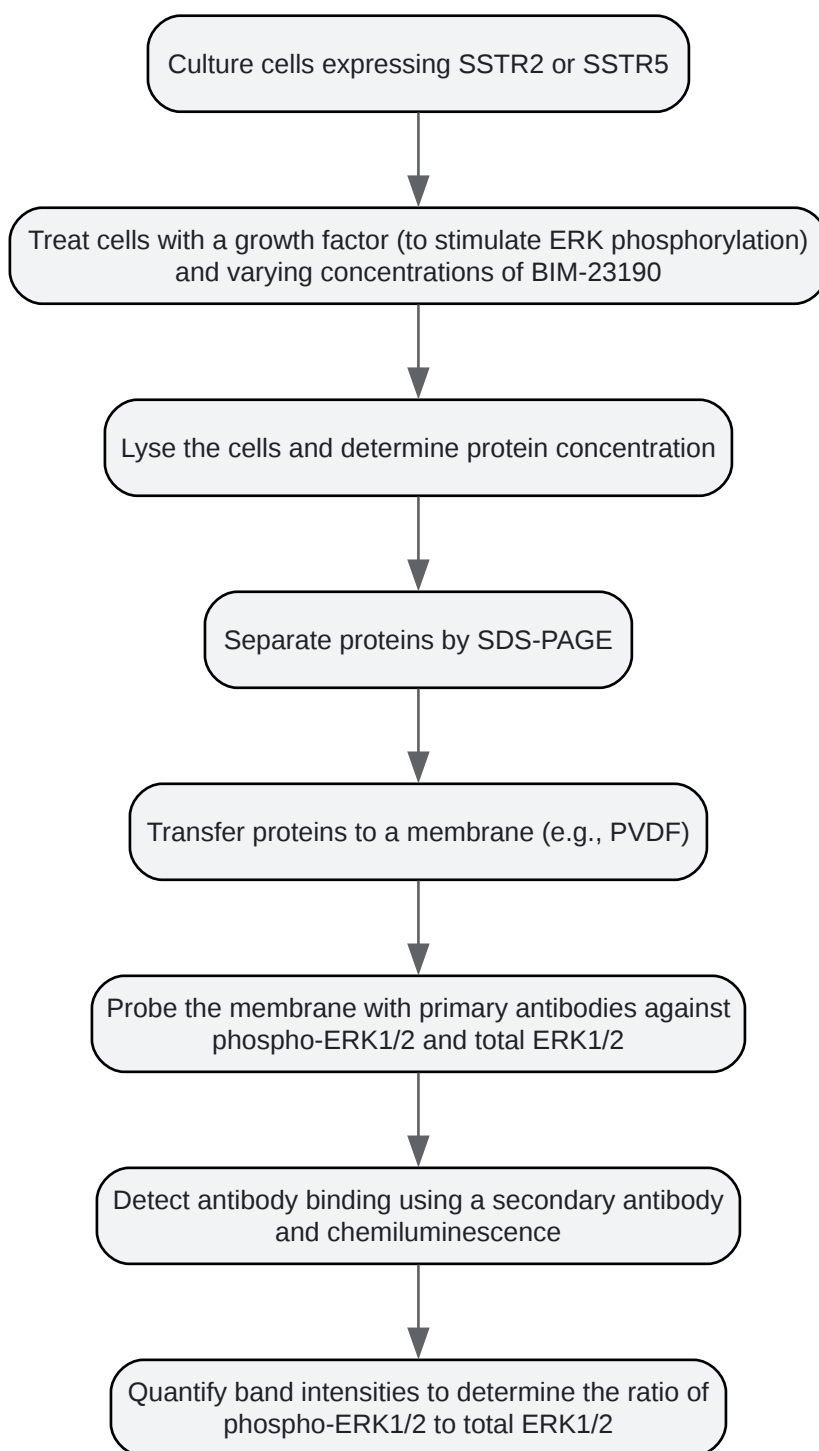 Culture cells expressing SSTR2 or SSTR5
Treat cells with a growth factor (to stimulate ERK phosphorylation)
and varying concentrations of BIM-23190
Lyse the cells and determine protein concentration
Separate proteins by SDS-PAGE
Transfer proteins to a membrane (e.g., PVDF)
Probe the membrane with primary antibodies against
phospho-ERK1/2 and total ERK1/2
Detect antibody binding using a secondary antibody
and chemiluminescence
Quantify band intensities to determine the ratio of
phospho-ERK1/2 to total ERK1/2